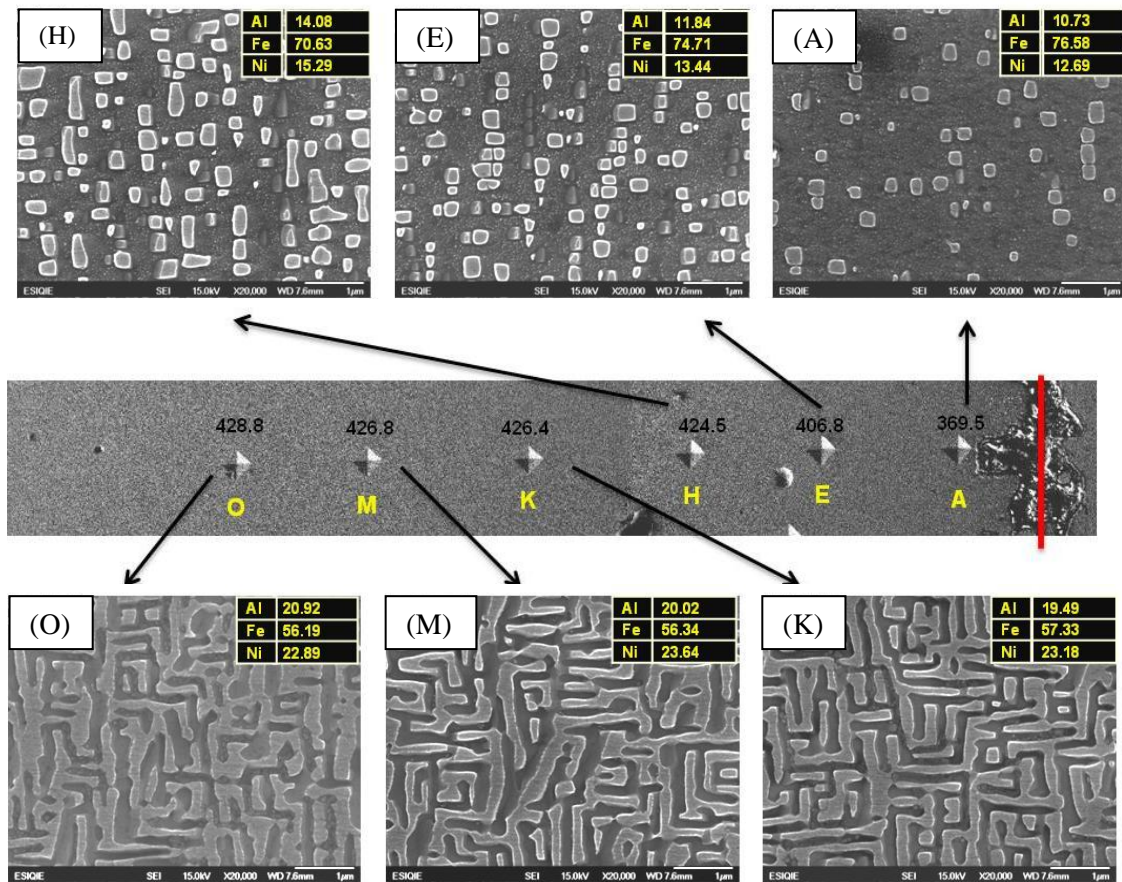 (H)
Al 14.08
Fe 70.63
Ni 15.29
ESIQIE SEI 15.0kV X20,000 WD 7.6mm 1µm
(E)
Al 11.84
Fe 74.71
Ni 13.44
ESIQIE SEI 15.0kV X20,000 WD 7.6mm 1µm
(A)
Al 10.73
Fe 76.58
Ni 12.69
ESIQIE SEI 15.0kV X20,000 WD 7.6mm 1µm
428.8 426.8 426.4 424.5 406.8 369.5
O M K H E A
(O)
Al 20.92
Fe 56.19
Ni 22.89
ESIQIE SEI 15.0kV X20,000 WD 7.6mm 1µm
(M)
Al 20.02
Fe 56.34
Ni 23.64
ESIQIE SEI 15.0kV X20,000 WD 7.6mm 1µm
(K)
Al 19.49
Fe 57.33
Ni 23.18
ESIQIE SEI 15.0kV X20,000 WD 7.6mm 1µm